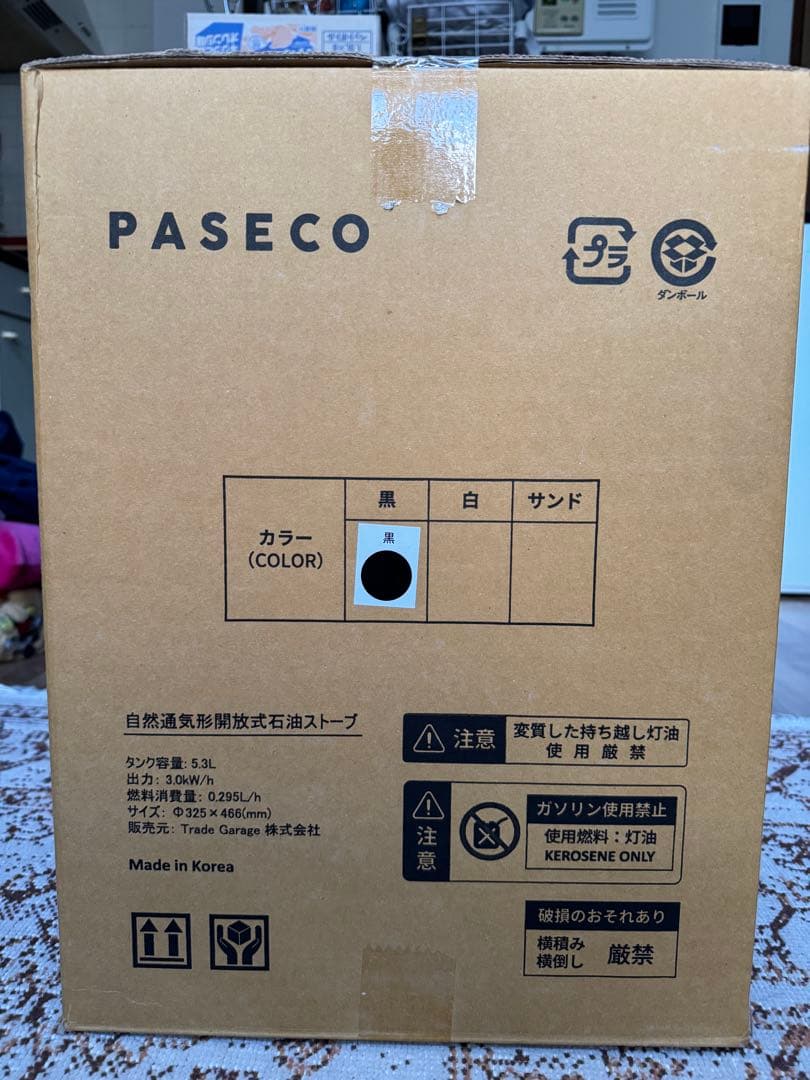 PASECO
プラ
ダンボール
黒 白 サンド
カラー
(COLOR)
黒
自然通気形開放式石油ストーブ
タンク容量: 5.3L
出力: 3.0kW/h
燃料消費量: 0.295L/h
サイズ: Φ325×466(mm)
販売元: Trade Garage 株式会社
Made in Korea
注意
変質した持ち越し灯油
使用厳禁
注意
ガソリン使用禁止
使用燃料：灯油
KEROSENE ONLY
破損のおそれあり
横積み
横倒し
厳禁